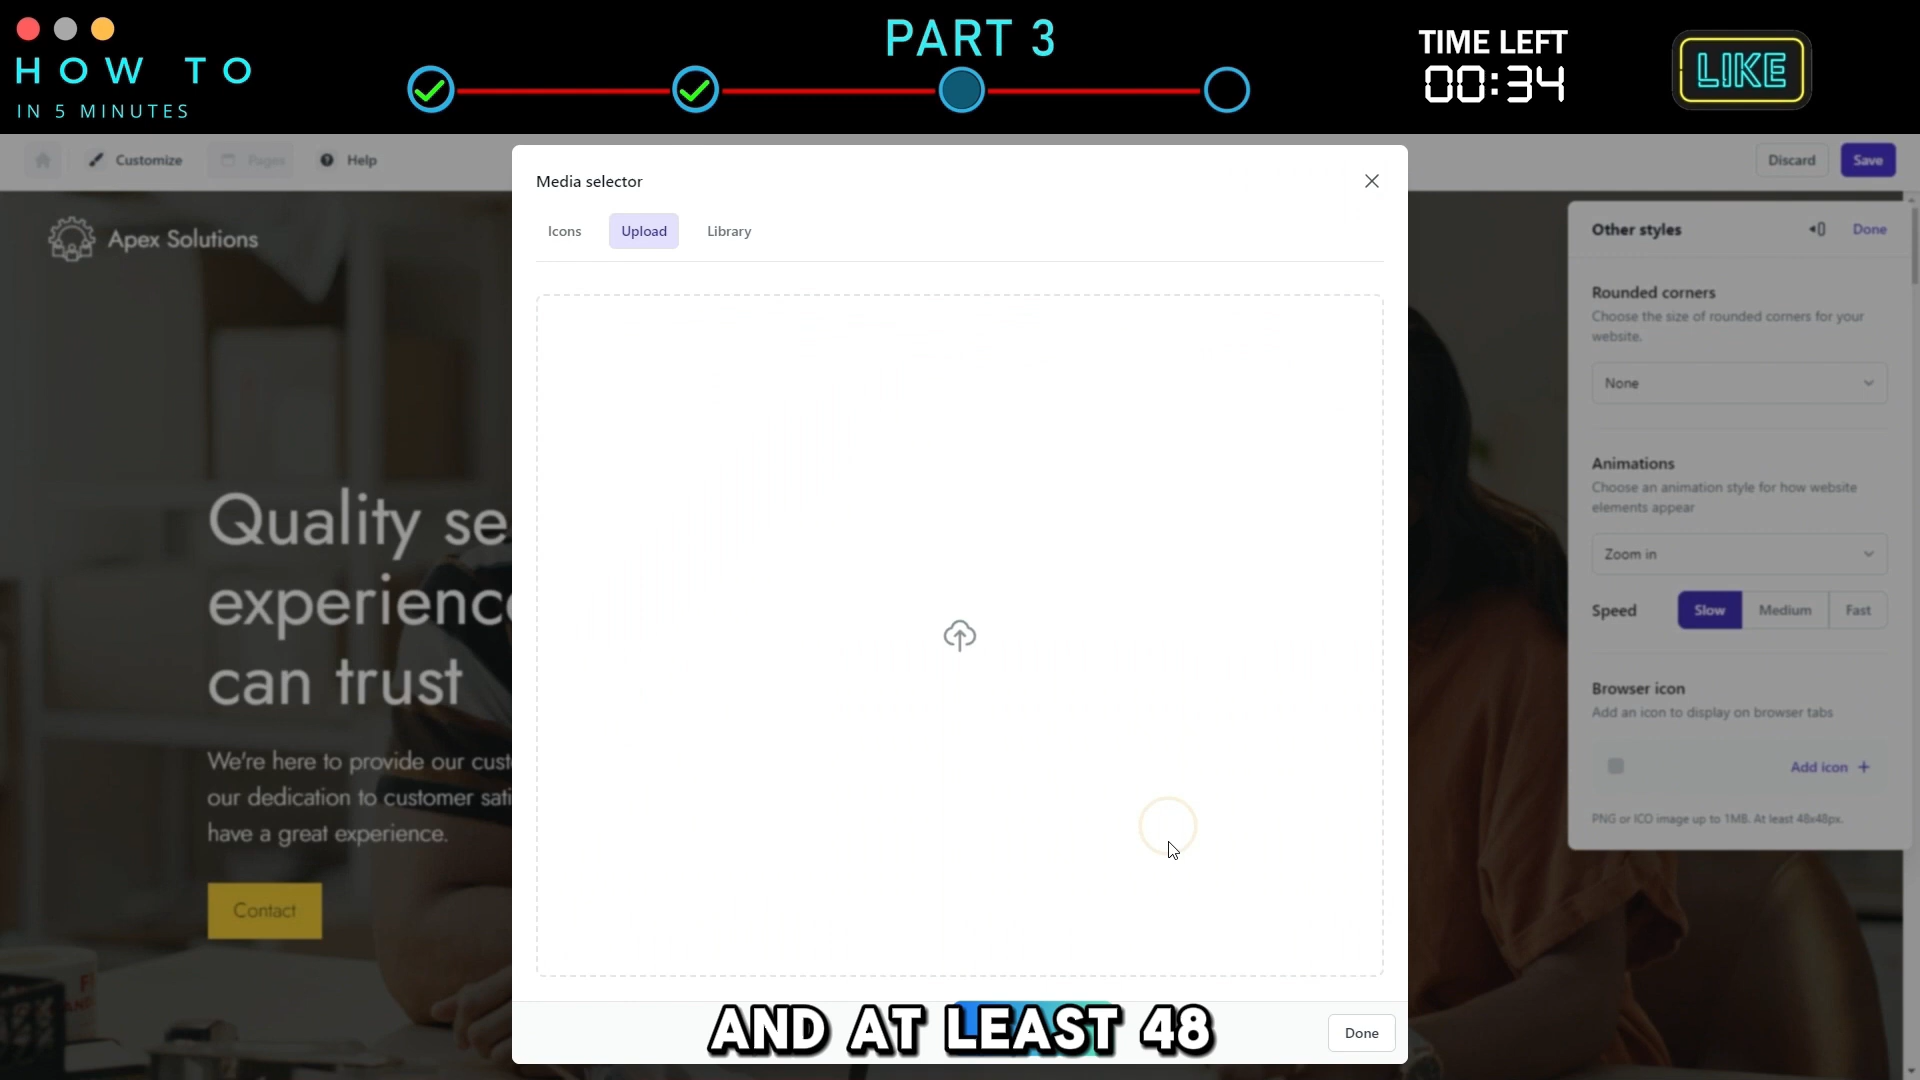 HOW TO
IN 5 MINUTES
PART 3
TIME LEFT
00:34
LIKE
Customize
Pages
Help
Discard
Save
Apex Solutions
Media selector
Icons
Upload
Library
Quality se
experienc
can trust
We're here to provide our cust
our dedication to customer sati
have a great experience.
Contact
Other styles
Done
Rounded corners
Choose the size of rounded corners for your
website.
None
Animations
Choose an animation style for how website
elements appear
Zoom in
Speed
Slow
Medium
Fast
Browser icon
Add an icon to display on browser tabs
Add icon +
PNG or ICO image up to 1MB. At least 48x48px.
AND AT LEAST 48
Done